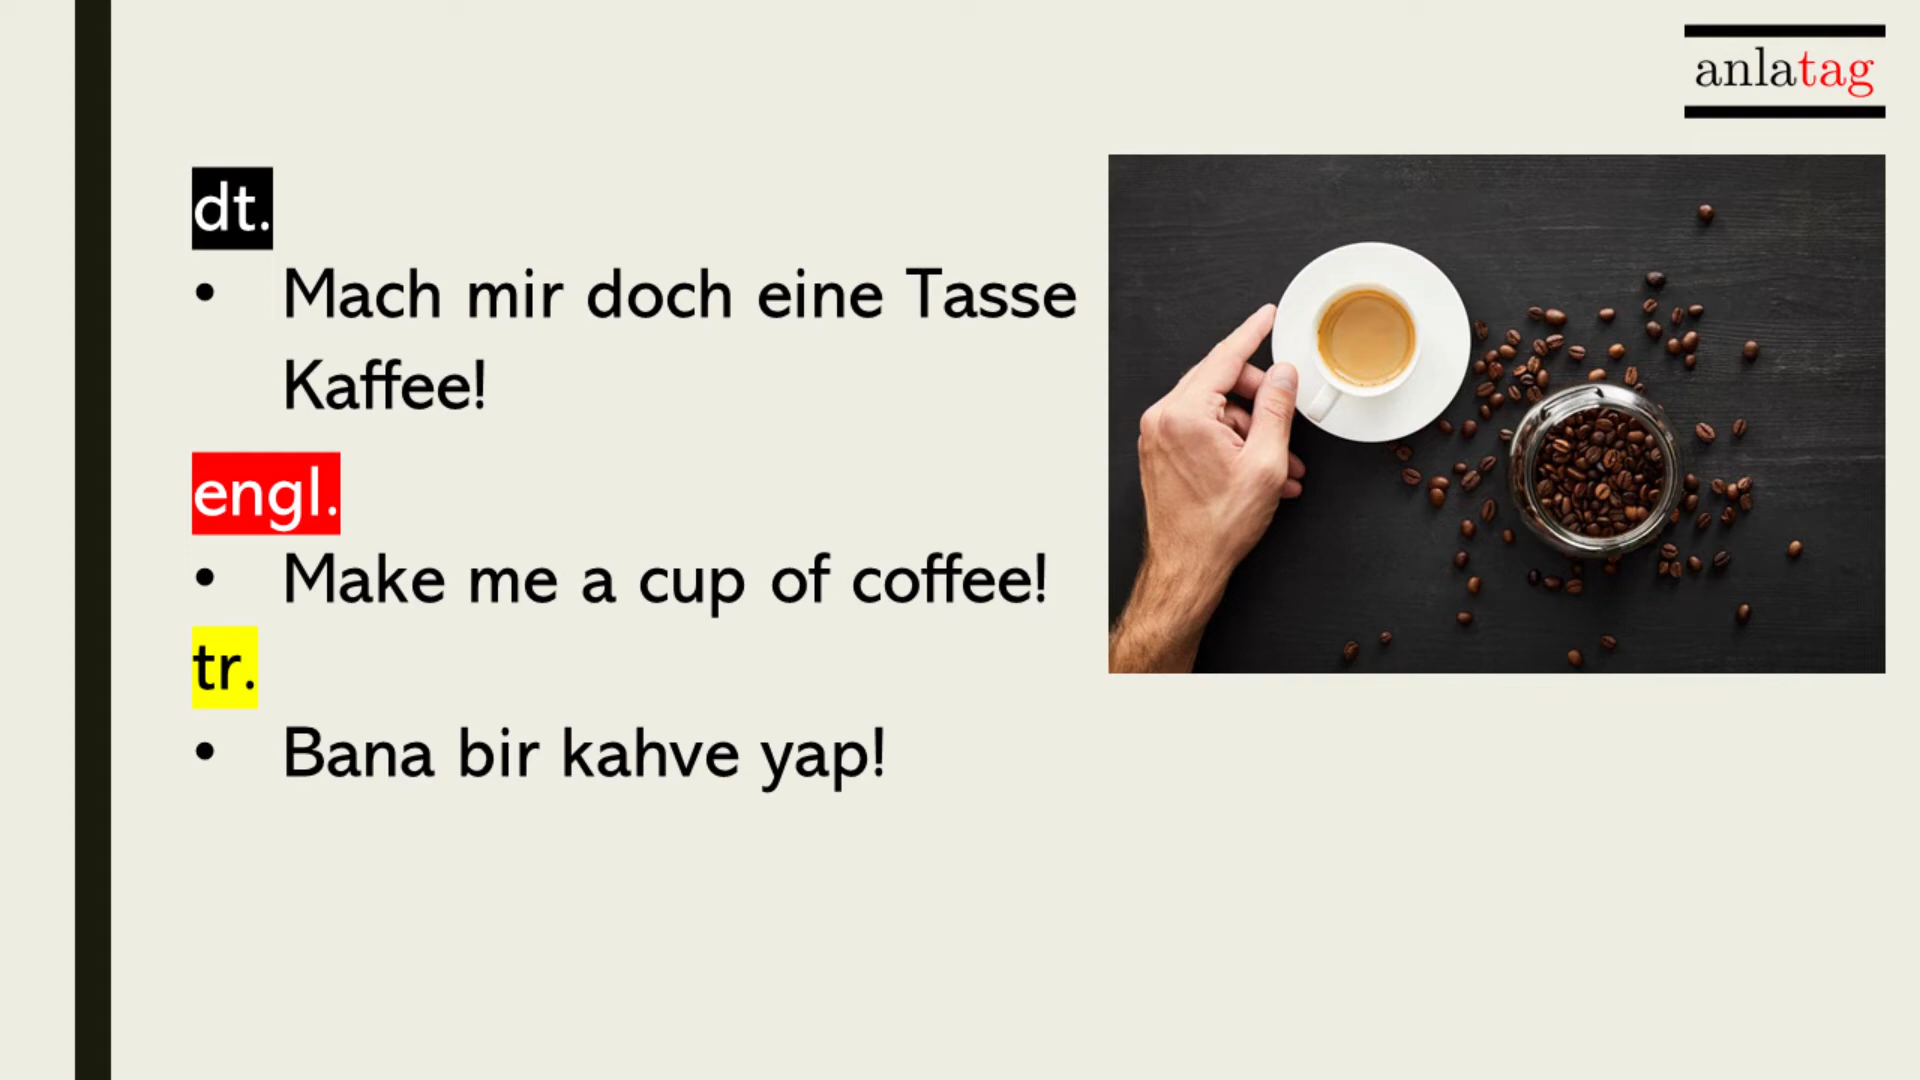 anlatag
dt.
• Mach mir doch eine Tasse
Kaffee!
engl.
• Make me a cup of coffee!
tr.
• Bana bir kahve yap!